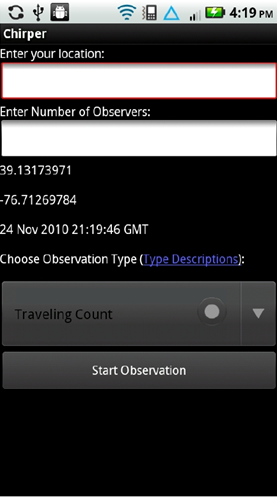 4:19 PM
Chirper
Enter your location:
Enter Number of Observers:
39.13173971
-76.71269784
24 Nov 2010 21:19:46 GMT
Choose Observation Type (Type Descriptions):
Traveling Count
Start Observation